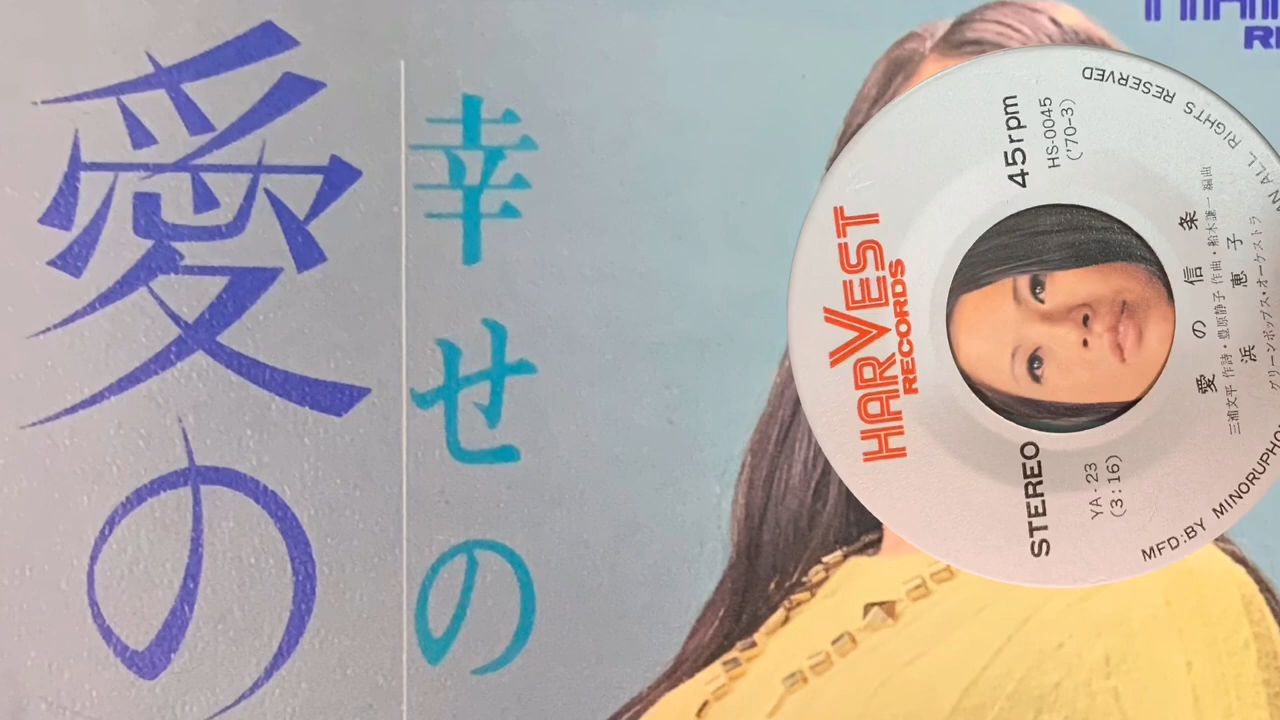 愛の
幸せの
HARVEST
RECORDS
45rpm
HS-0045
('70-3)
STEREO
YA-23
(3:16)
愛の信条
三浦文平 作詩・豊原静子 作曲・船木謙一 編曲
浜恵子
グリーンポップス・オーケストラ
MFD:BY MINORUPHO
ALL RIGHTS RESERVED